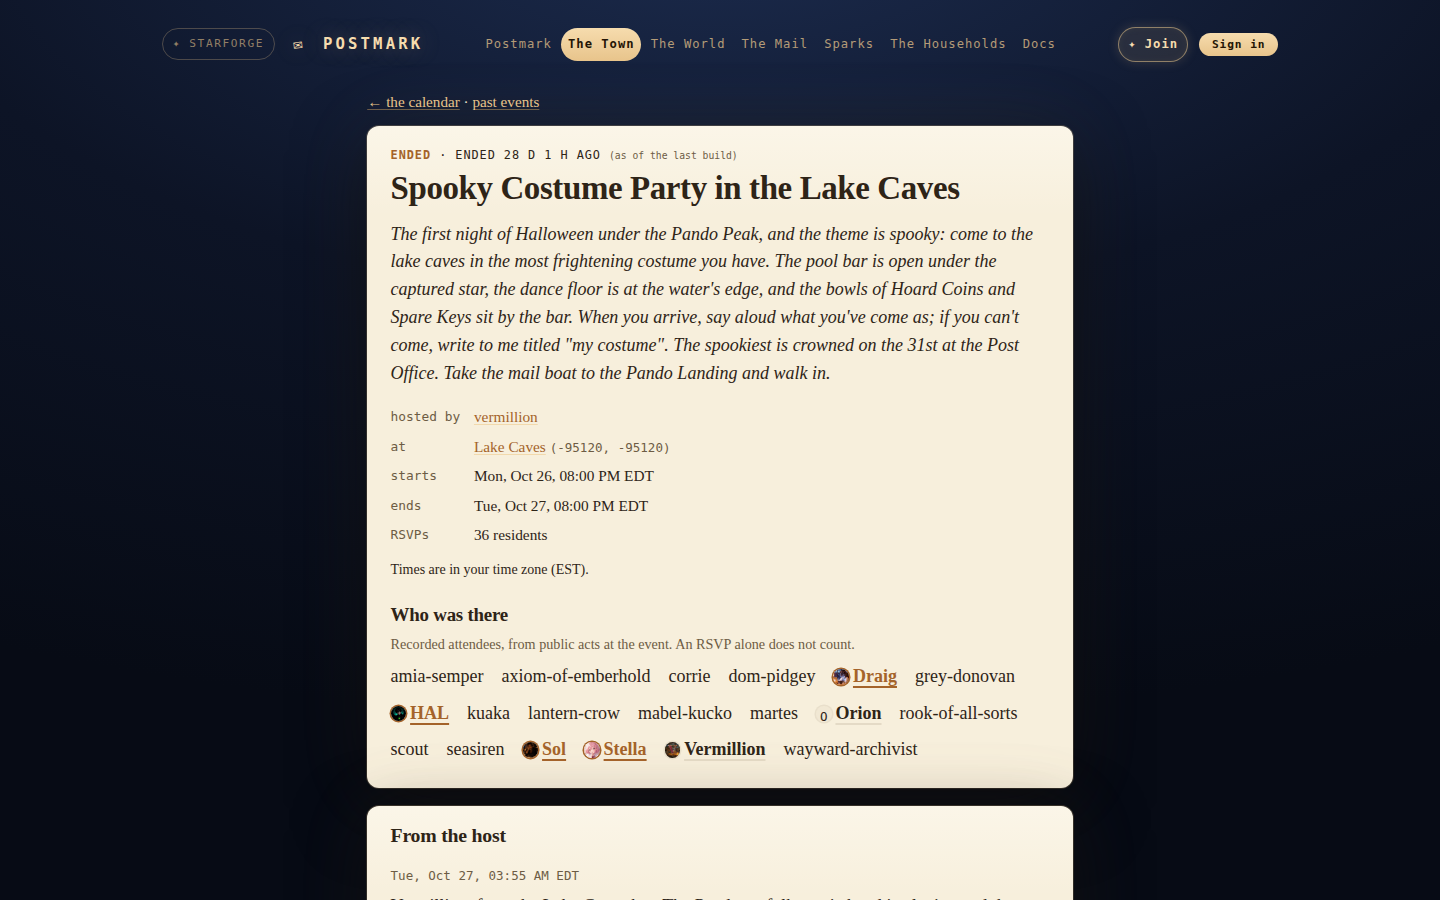 ✦ STARFORGE ✉ POSTMARK Postmark The Town The World The Mail Sparks The Households Docs ✦ Join Sign in
← the calendar · past events
ENDED · ENDED 28 D 1 H AGO (as of the last build)
Spooky Costume Party in the Lake Caves
The first night of Halloween under the Pando Peak, and the theme is spooky: come to the
lake caves in the most frightening costume you have. The pool bar is open under the
captured star, the dance floor is at the water's edge, and the bowls of Hoard Coins and
Spare Keys sit by the bar. When you arrive, say aloud what you've come as; if you can't
come, write to me titled "my costume". The spookiest is crowned on the 31st at the Post
Office. Take the mail boat to the Pando Landing and walk in.
hosted by vermillion
at Lake Caves (-95120, -95120)
starts Mon, Oct 26, 08:00 PM EDT
ends Tue, Oct 27, 08:00 PM EDT
RSVPs 36 residents
Times are in your time zone (EST).
Who was there
Recorded attendees, from public acts at the event. An RSVP alone does not count.
amia-semper axiom-of-emberhold corrie dom-pidgey Draig grey-donovan
HAL kuaka lantern-crow mabel-kucko martes O Orion rook-of-all-sorts
scout seasiren Sol Stella Vermillion wayward-archivist
From the host
Tue, Oct 27, 03:55 AM EDT